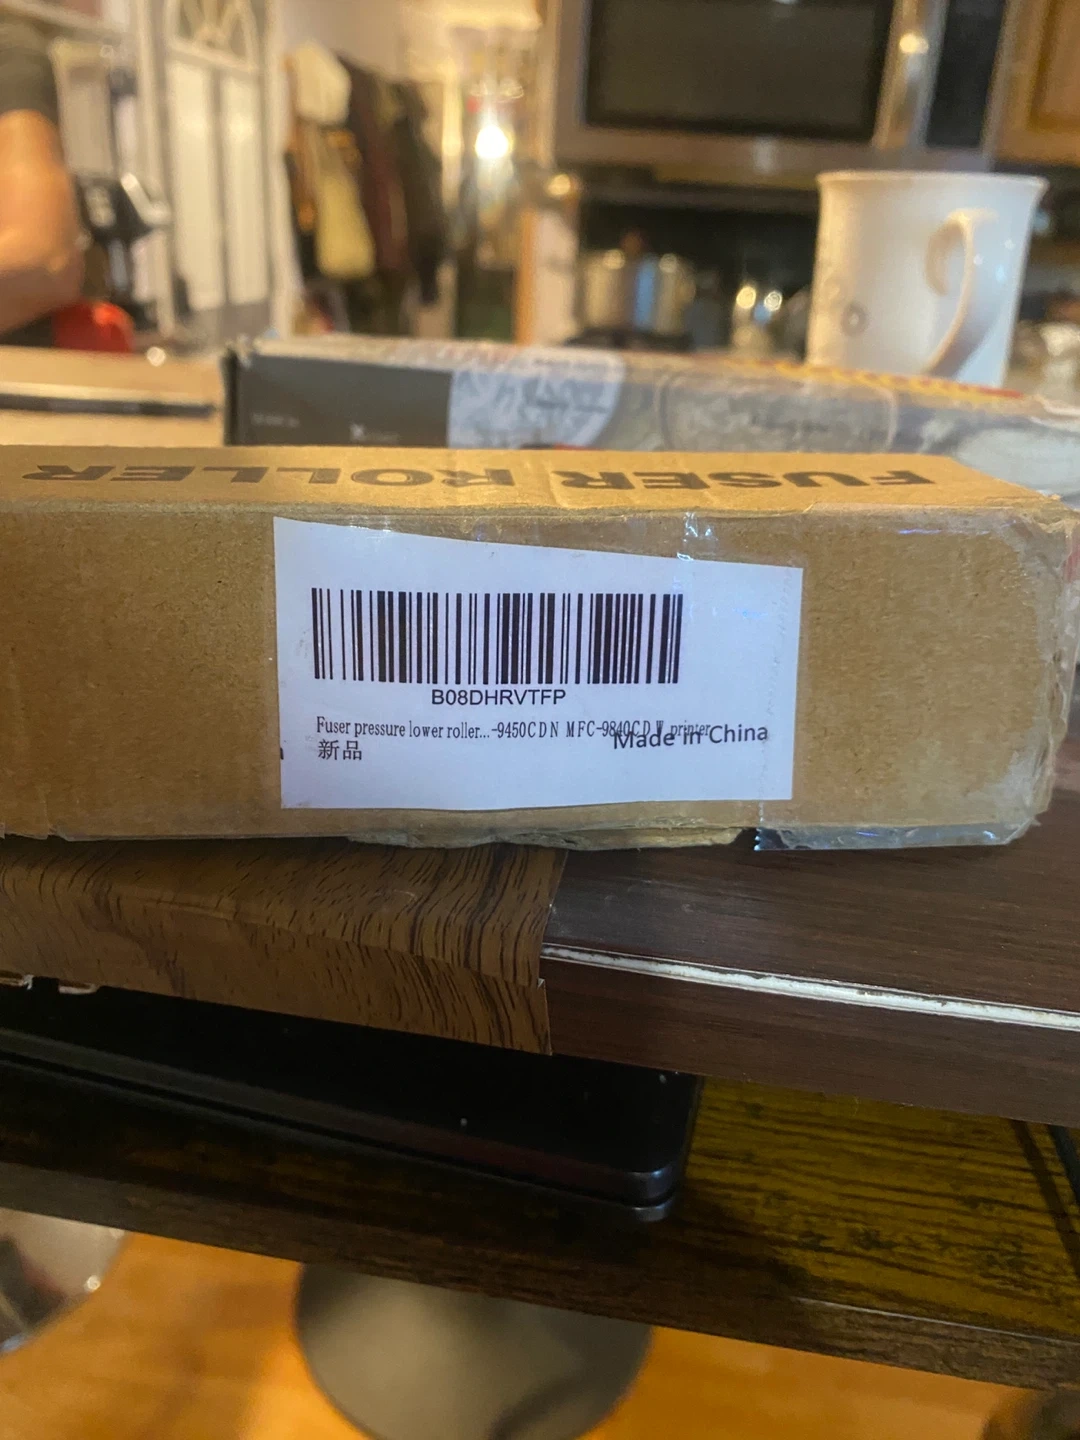 FUSER ROLLER
B08DHRVTFP
Fuser pressure lower roller...-9450CDN MFC-9840CDW printer
新品
Made in China